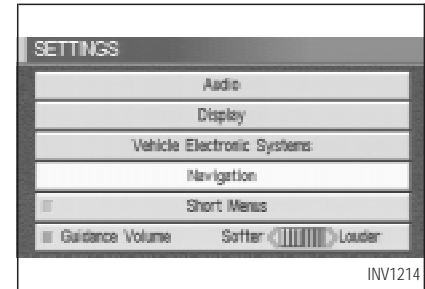 SETTINGS
Audio
Display
Vehicle Electronic Systems
Navigation
Short Menus
Guidance Volume Softer Louder
INV1214